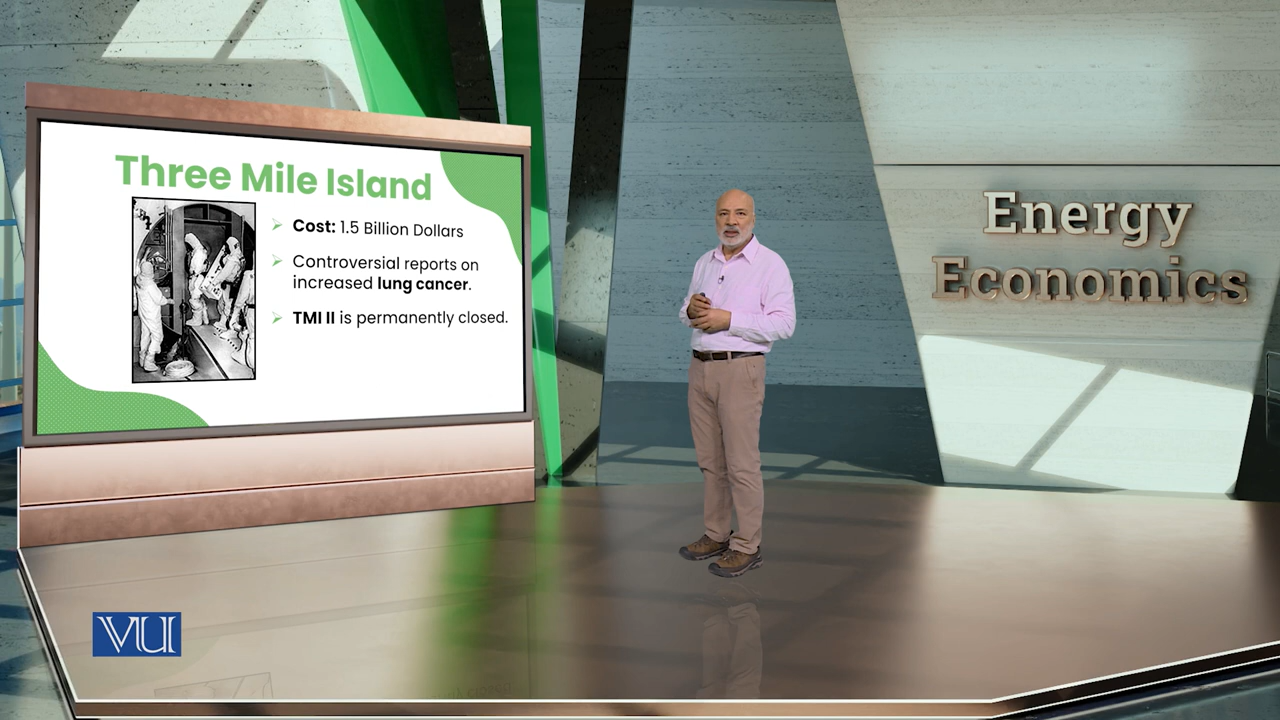 Three Mile Island
Cost: 1.5 Billion Dollars
Controversial reports on
increased lung cancer.
TMI II is permanently closed.
Energy
Economics
VU